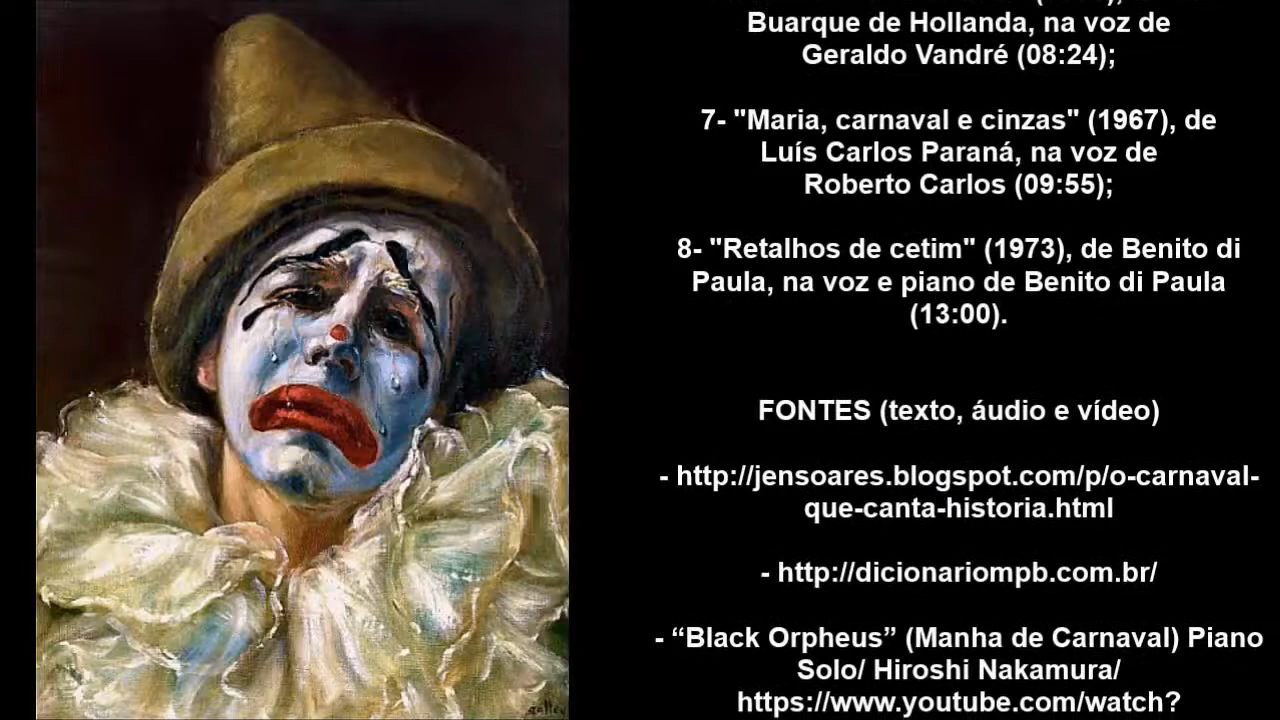 Buarque de Hollanda, na voz de
Geraldo Vandré (08:24);
7- "Maria, carnaval e cinzas" (1967), de
Luís Carlos Paraná, na voz de
Roberto Carlos (09:55);
8- "Retalhos de cetim" (1973), de Benito di
Paula, na voz e piano de Benito di Paula
(13:00).
FONTES (texto, áudio e vídeo)
- http://jensoares.blogspot.com/p/o-carnaval-
que-canta-historia.html
- http://dicionariompb.com.br/
- “Black Orpheus” (Manha de Carnaval) Piano
Solo/ Hiroshi Nakamura/
https://www.youtube.com/watch?